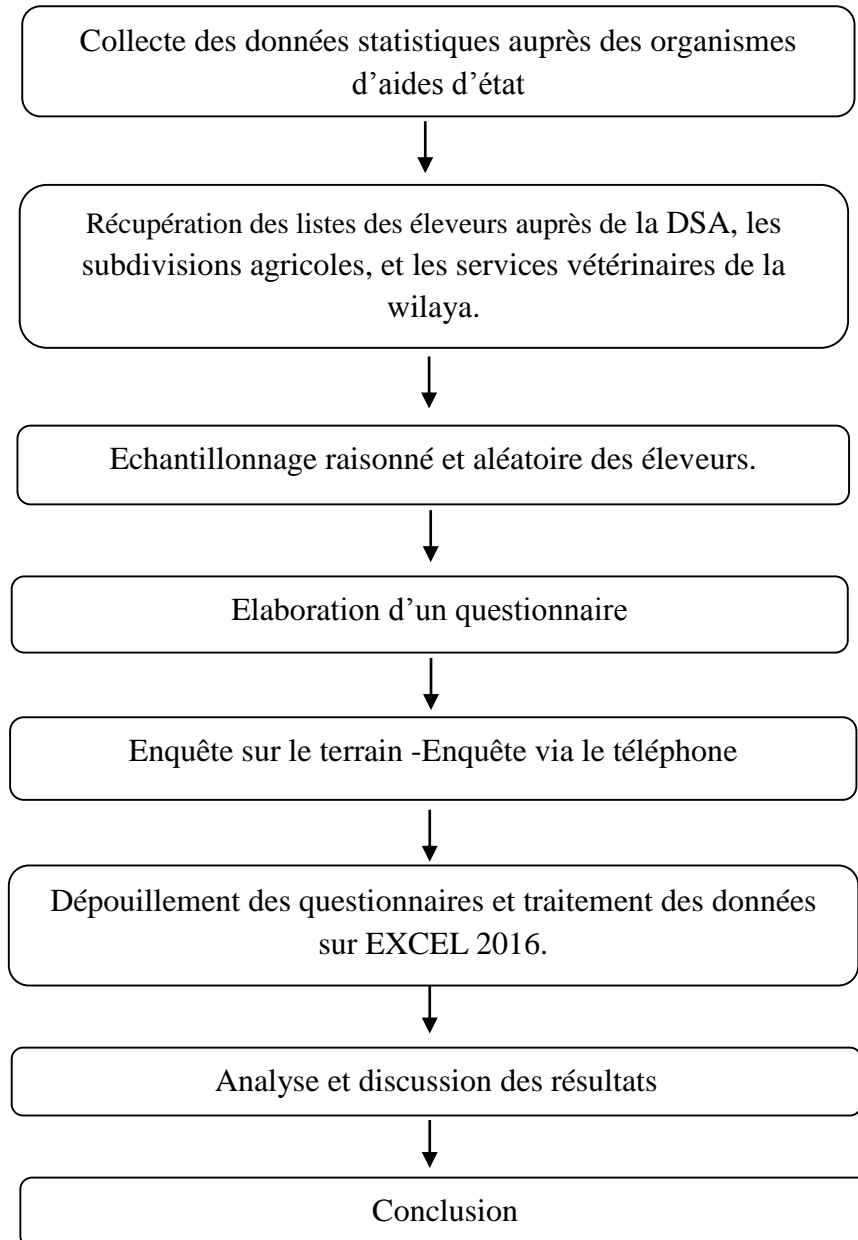 Collecte des données statistiques auprès des organismes
d’aides d’état
Récupération des listes des éleveurs auprès de la DSA, les
subdivisions agricoles, et les services vétérinaires de la
wilaya.
Echantillonnage raisonné et aléatoire des éleveurs.
Elaboration d’un questionnaire
Enquête sur le terrain -Enquête via le téléphone
Dépouillement des questionnaires et traitement des données
sur EXCEL 2016.
Analyse et discussion des résultats
Conclusion